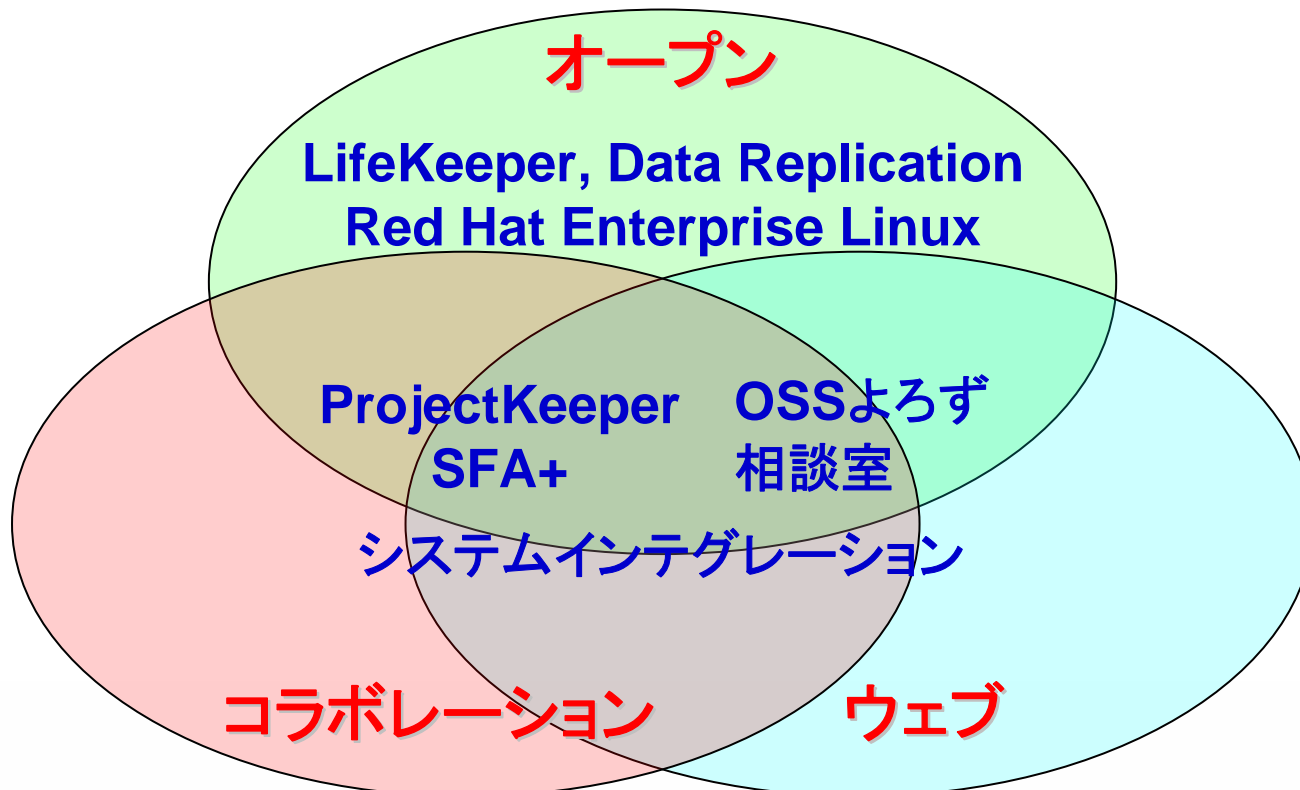 オープン
LifeKeeper, Data Replication
Red Hat Enterprise Linux
ProjectKeeper
SFA+
OSSよろず
相談室
システムインテグレーション
コラボレーション
ウェブ